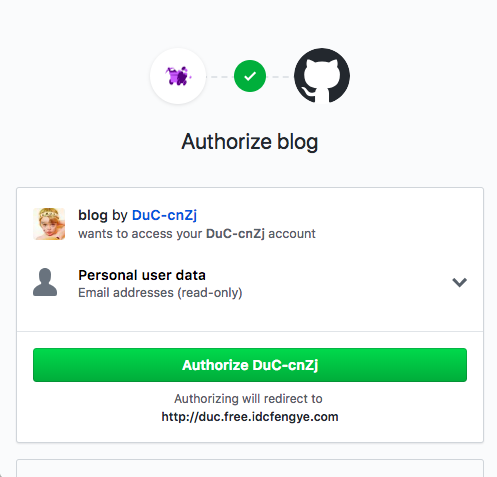 Authorize blog
blog by DuC-cnZj
wants to access your DuC-cnZj account
Personal user data
Email addresses (read-only)
Authorize DuC-cnZj
Authorizing will redirect to
http://duc.free.idcfengye.com